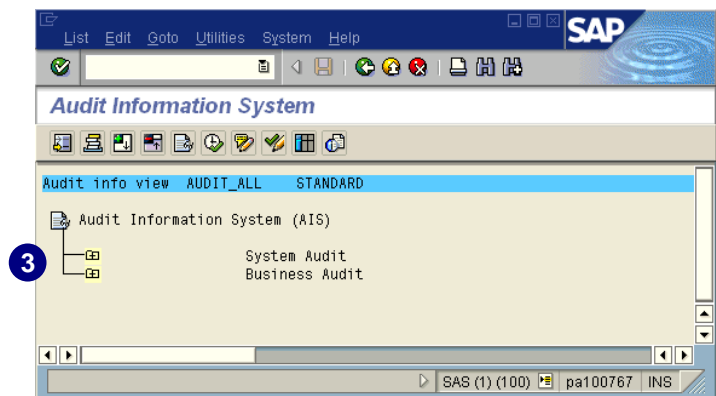 List Edit Goto Utilities System Help
SAP
Audit Information System
Audit info view AUDIT_ALL STANDARD
Audit Information System (AIS)
3
System Audit
Business Audit
SAS (1) (100) pa100767 INS